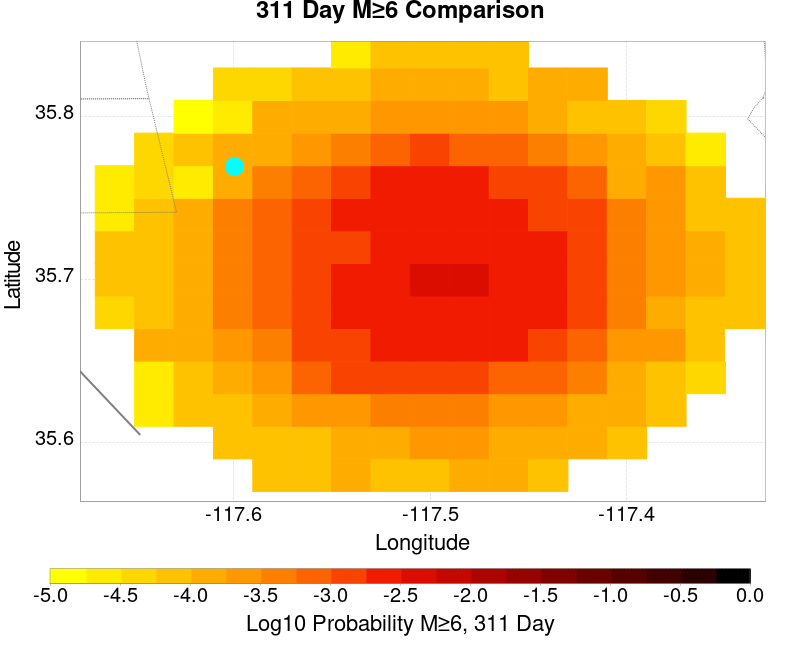 311 Day M≥6 Comparison
Latitude
35.8
35.7
35.6
-117.6 -117.5 -117.4
Longitude
-5.0 -4.5 -4.0 -3.5 -3.0 -2.5 -2.0 -1.5 -1.0 -0.5 0.0
Log10 Probability M≥6, 311 Day